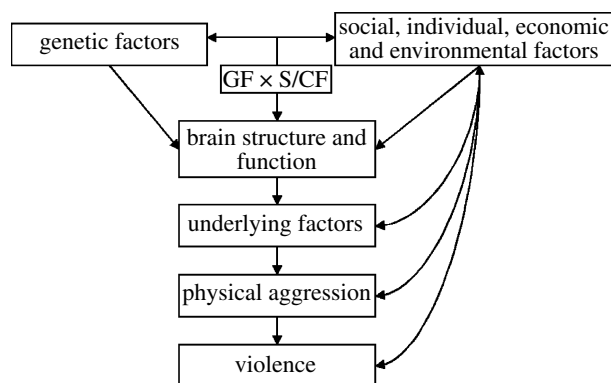 genetic factors
social, individual, economic
and environmental factors
GF × S/CF
brain structure and
function
underlying factors
physical aggression
violence